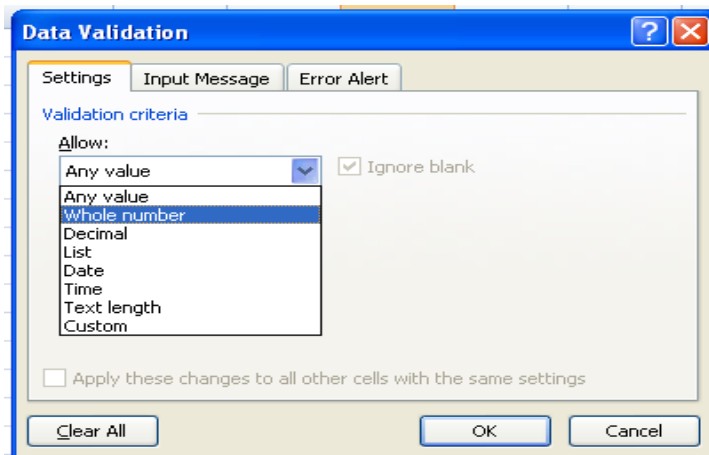 Data Validation
Settings Input Message Error Alert
Validation criteria
Allow:
Any value Ignore blank
Any value
Whole number
Decimal
List
Date
Time
Text length
Custom
Apply these changes to all other cells with the same settings
Clear All OK Cancel